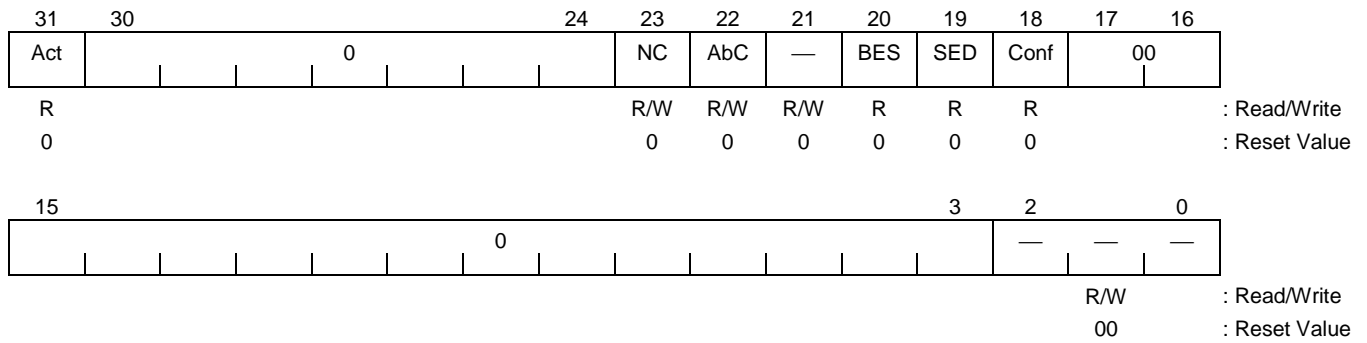 31 30 24 23 22 21 20 19 18 17 16
Act 0 NC AbC — BES SED Conf 00
R R/W R/W R/W R R R : Read/Write
0 0 0 0 0 0 0 : Reset Value
15 3 2 0
0 — — —
R/W : Read/Write
00 : Reset Value